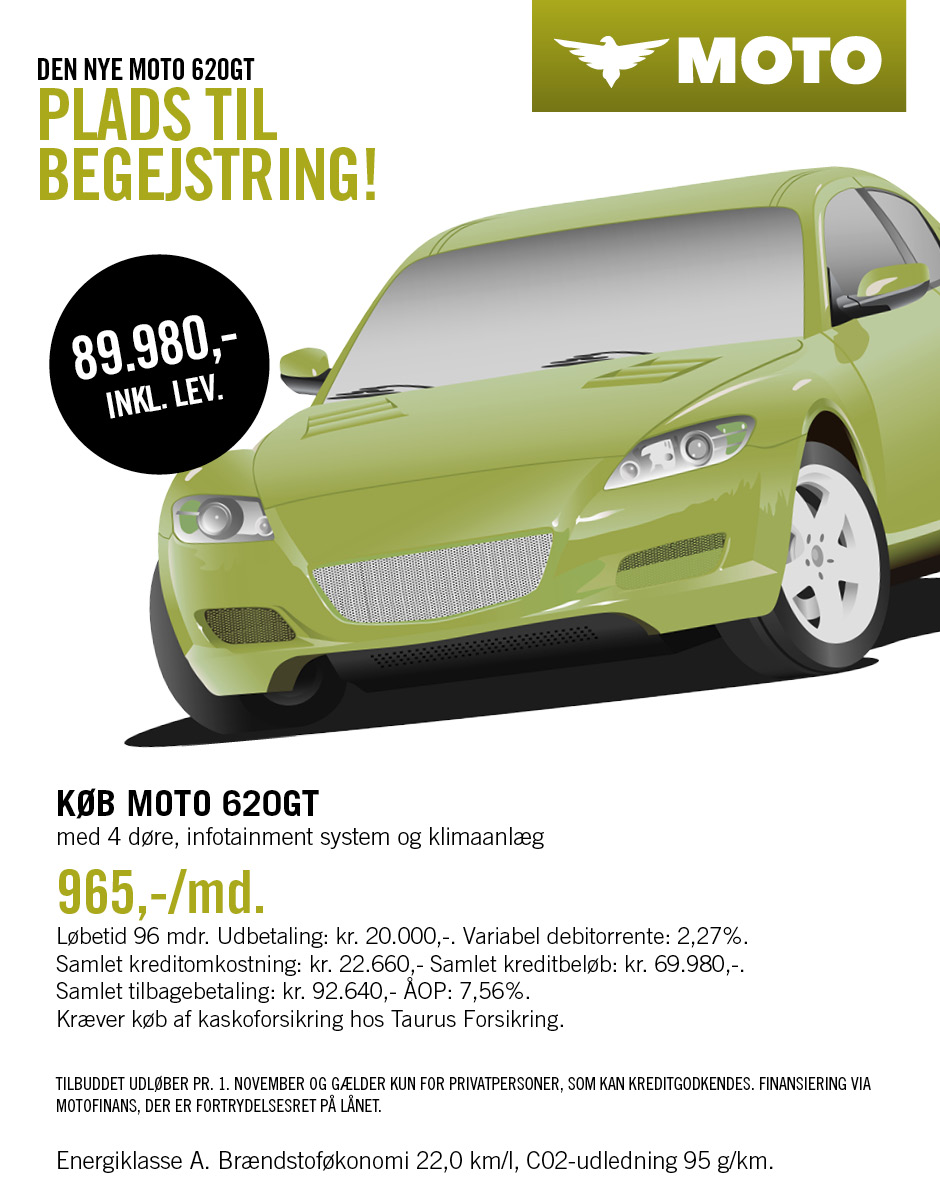 MOTO
DEN NYE MOTO 620GT
PLADS TIL
BEGEJSTRING!
89.980,-
INKL. LEV.
KØB MOTO 620GT
med 4 døre, infotainment system og klimaanlæg
965,-/md.
Løbetid 96 mdr. Udbetaling: kr. 20.000,-. Variabel debitorrente: 2,27%.
Samlet kreditomkostning: kr. 22.660,- Samlet kreditbeløb: kr. 69.980,-.
Samlet tilbagebetaling: kr. 92.640,- ÅOP: 7,56%.
Kræver køb af kaskoforsikring hos Taurus Forsikring.
TILBUDDET UDLØBER PR. 1. NOVEMBER OG GÆLDER KUN FOR PRIVATPERSONER, SOM KAN KREDITGODKENDES. FINANSIERING VIA
MOTOFINANS, DER ER FORTRYDELSESRET PÅ LÅNET.
Energiklasse A. Brændstoføkonomi 22,0 km/l, CO2-udledning 95 g/km.